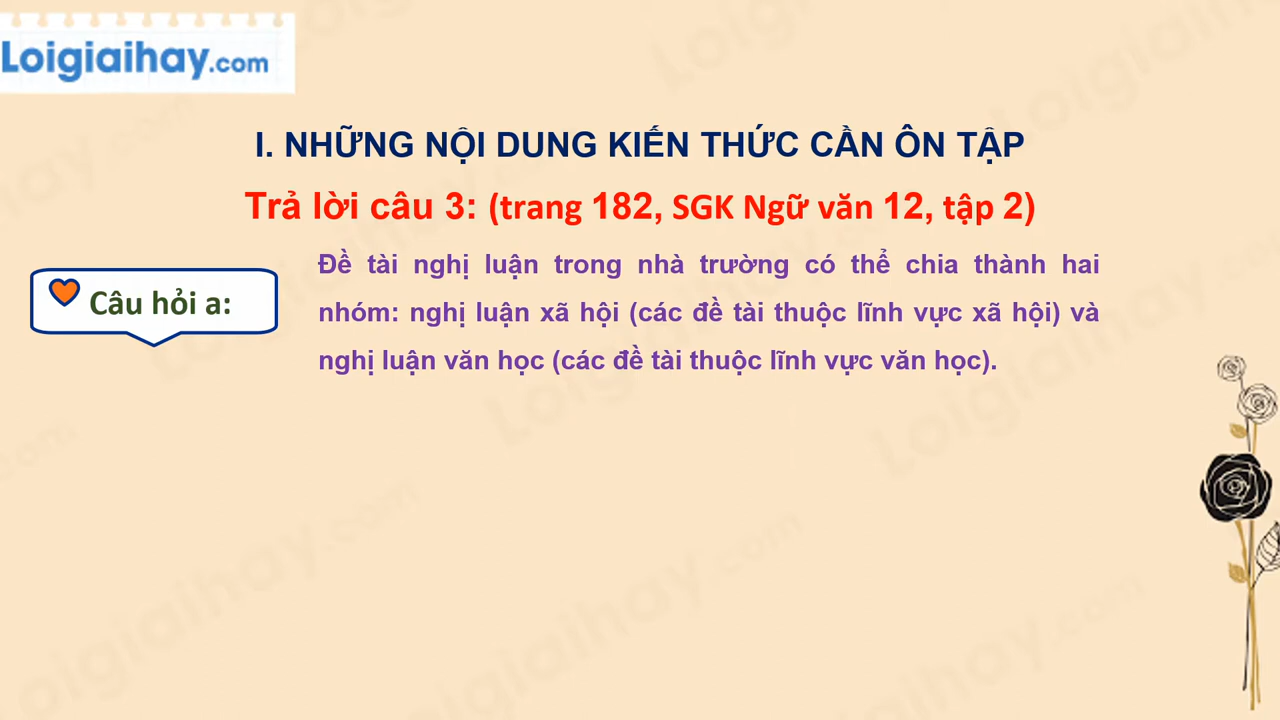 Loigiaihay.com
I. NHỮNG NỘI DUNG KIẾN THỨC CẦN ÔN TẬP
Trả lời câu 3: (trang 182, SGK Ngữ văn 12, tập 2)
Câu hỏi a:
Đề tài nghị luận trong nhà trường có thể chia thành hai
nhóm: nghị luận xã hội (các đề tài thuộc lĩnh vực xã hội) và
nghị luận văn học (các đề tài thuộc lĩnh vực văn học).